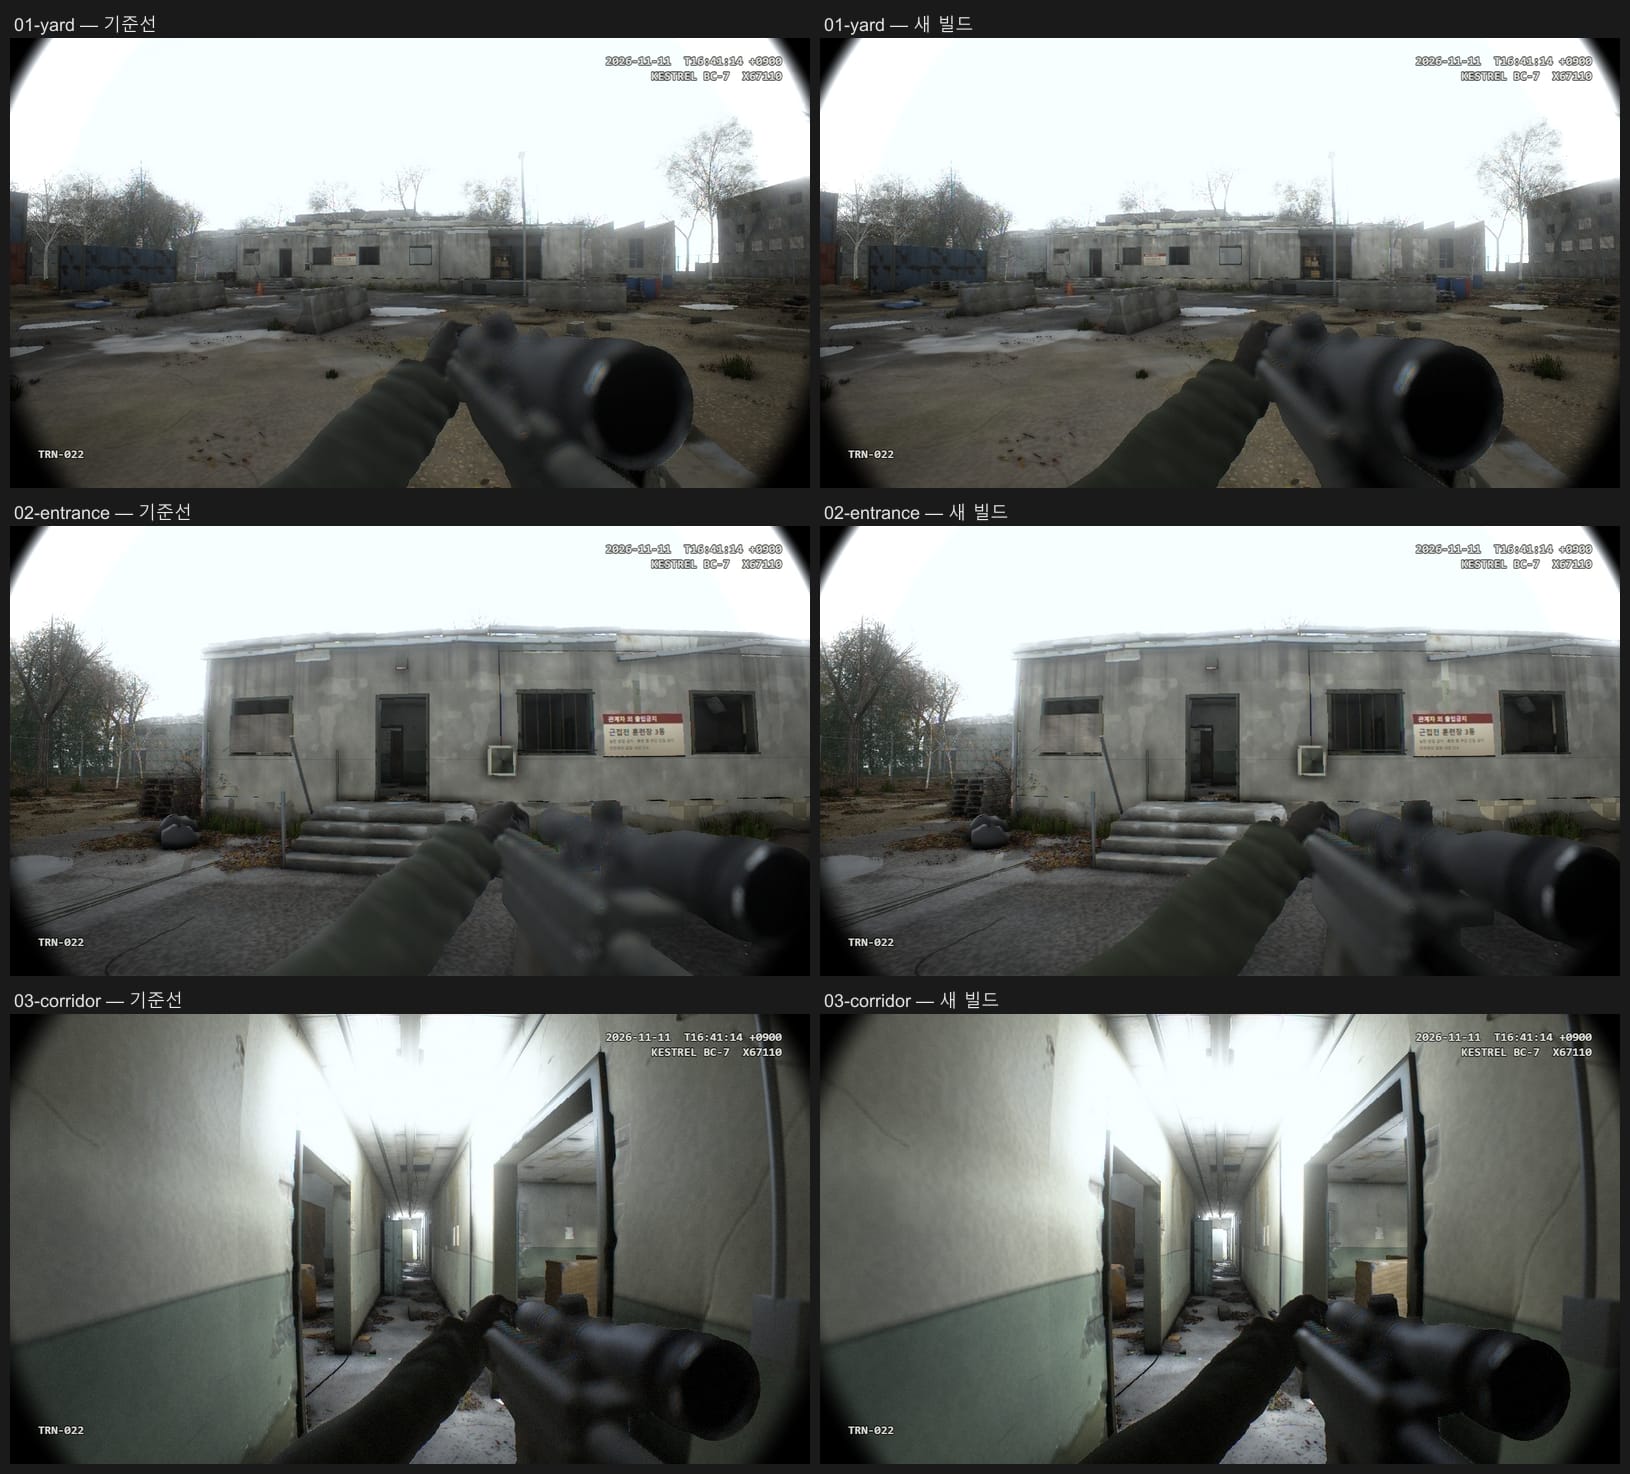 01-yard — 기준선
01-yard — 새 빌드
2026-11-11 T16:41:14 +0900
KESTREL BC-7 X67110
2026-11-11 T16:41:14 +0900
KESTREL BC-7 X67110
TRN-022
TRN-022
02-entrance — 기준선
02-entrance — 새 빌드
2026-11-11 T16:41:14 +0900
KESTREL BC-7 X67110
2026-11-11 T16:41:14 +0900
KESTREL BC-7 X67110
관계자 외 출입금지
근접전 훈련장 3동
관계자 외 출입금지
근접전 훈련장 3동
TRN-022
TRN-022
03-corridor — 기준선
03-corridor — 새 빌드
2026-11-11 T16:41:14 +0900
KESTREL BC-7 X67110
2026-11-11 T16:41:14 +0900
KESTREL BC-7 X67110
TRN-022
TRN-022